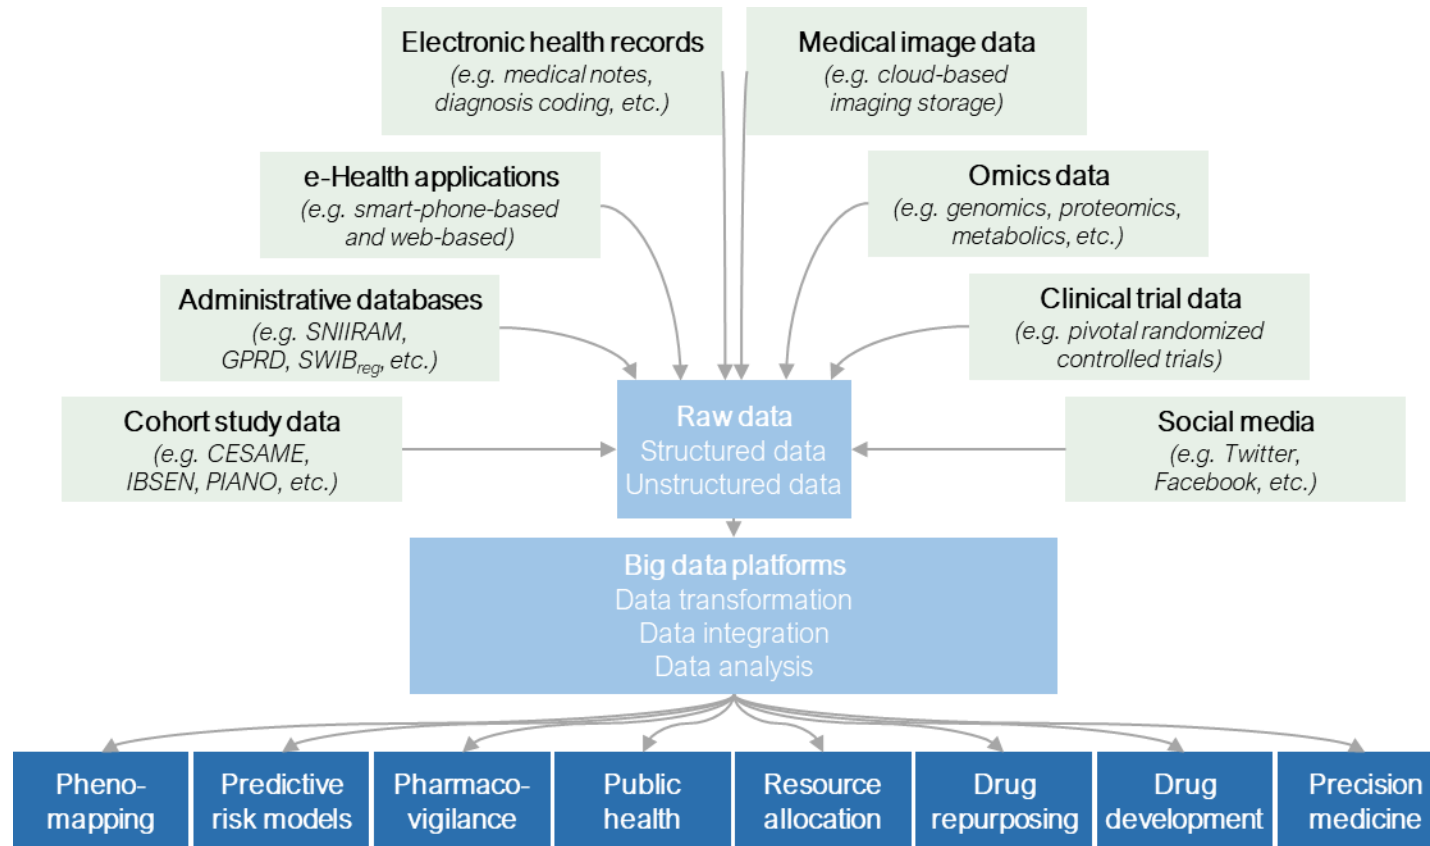 Electronic health records
(e.g. medical notes,
diagnosis coding, etc.)
Medical image data
(e.g. cloud-based
imaging storage)
e-Health applications
(e.g. smart-phone-based
and web-based)
Omics data
(e.g. genomics, proteomics,
metabolics, etc.)
Administrative databases
(e.g. SNIIRAM,
GPRD, SWIBreg, etc.)
Clinical trial data
(e.g. pivotal randomized
controlled trials)
Cohort study data
(e.g. CESAME,
IBSEN, PIANO, etc.)
Raw data
Structured data
Unstructured data
Social media
(e.g. Twitter,
Facebook, etc.)
Big data platforms
Data transformation
Data integration
Data analysis
Pheno-
mapping
Predictive
risk models
Pharmaco-
vigilance
Public
health
Resource
allocation
Drug
repurposing
Drug
development
Precision
medicine